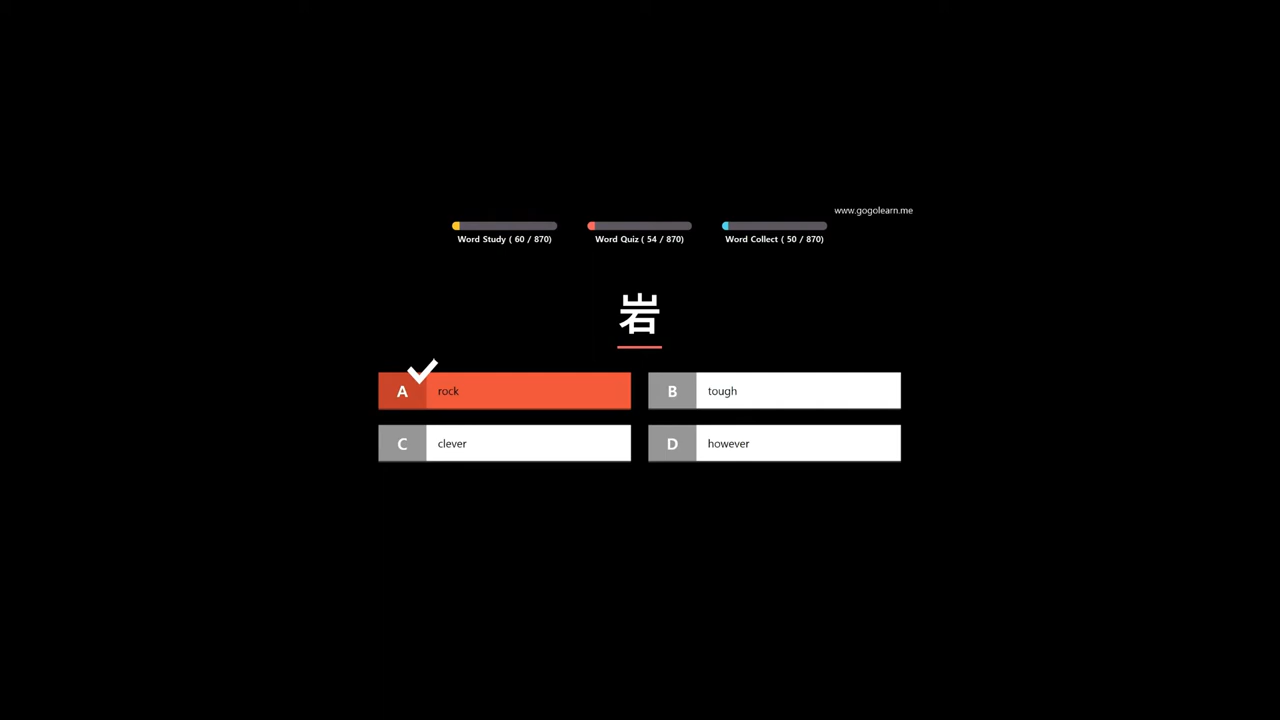 www.gogolearn.me
Word Study ( 60 / 870)
Word Quiz ( 54 / 870)
Word Collect ( 50 / 870)
岩
A rock
B tough
C clever
D however